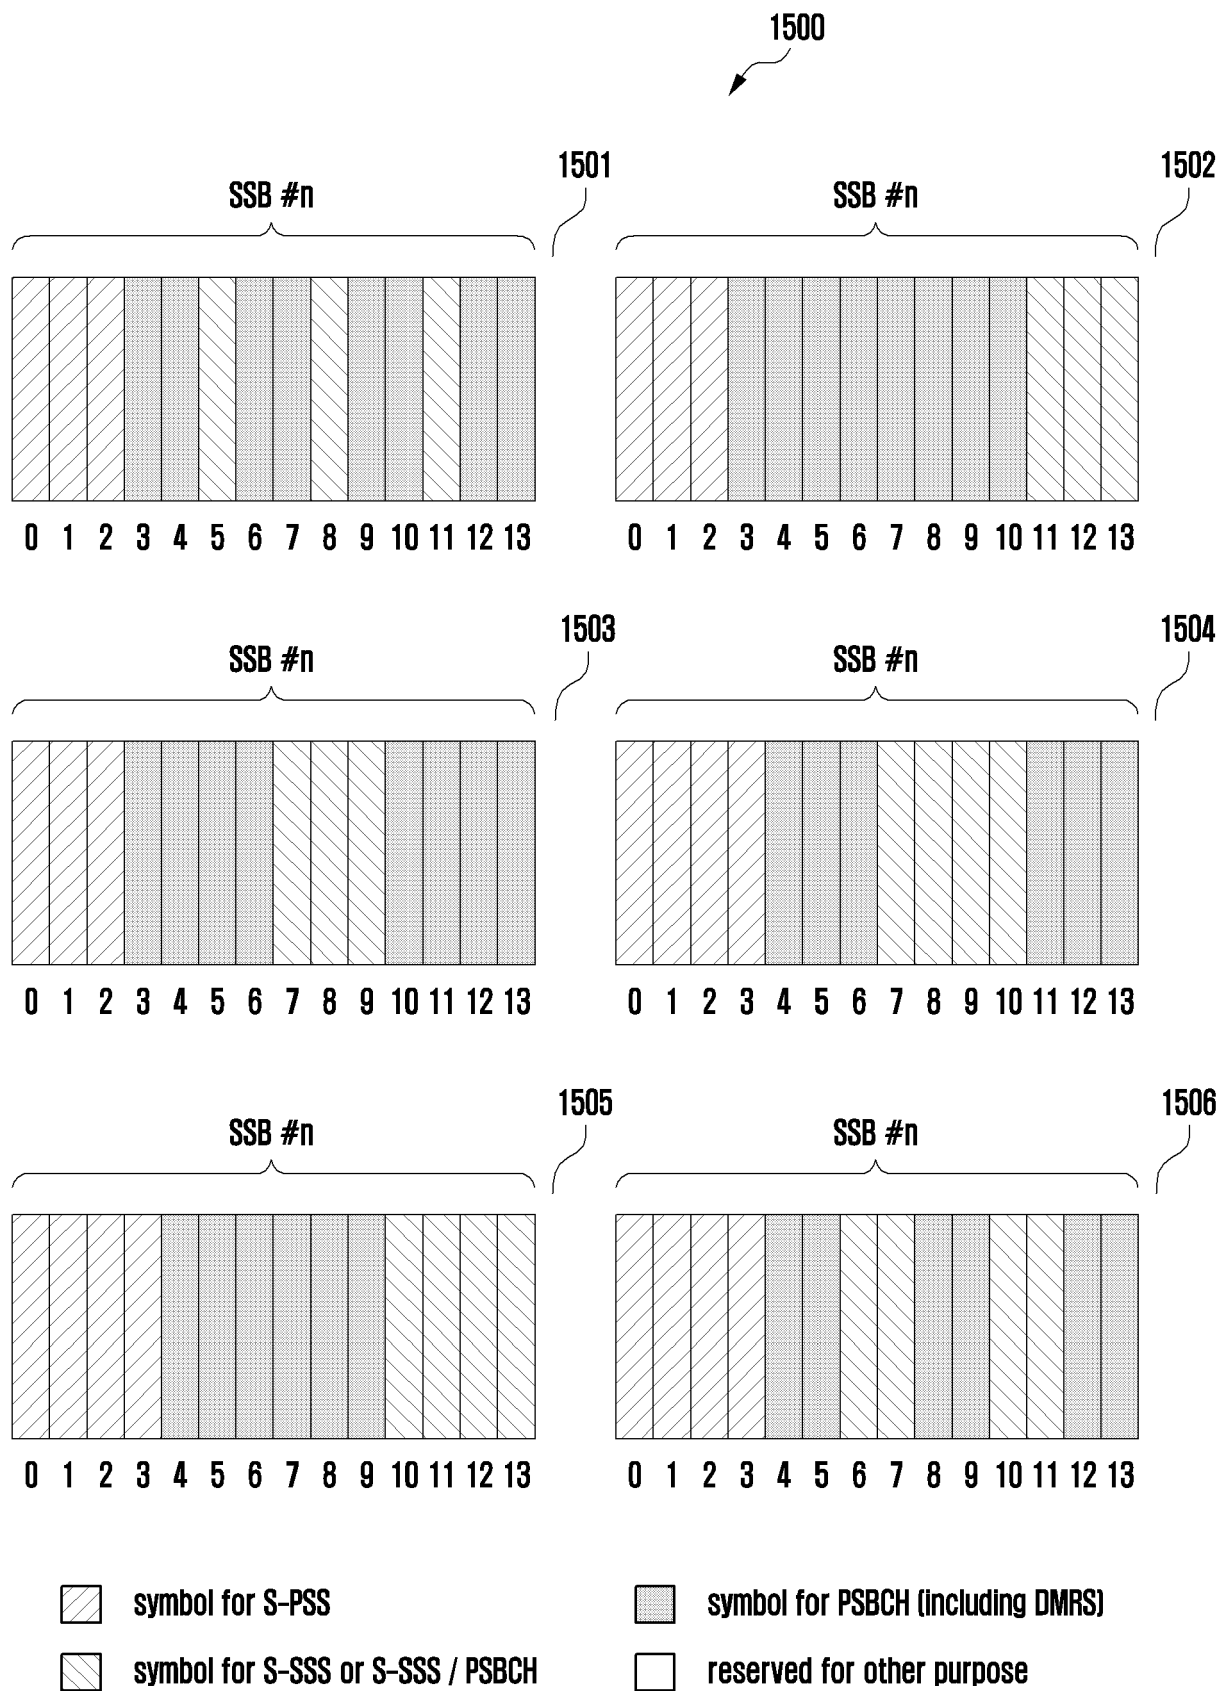 1500
1501 1502
SSB #n SSB #n
0 1 2 3 4 5 6 7 8 9 10 11 12 13 0 1 2 3 4 5 6 7 8 9 10 11 12 13
1503 1504
SSB #n SSB #n
0 1 2 3 4 5 6 7 8 9 10 11 12 13 0 1 2 3 4 5 6 7 8 9 10 11 12 13
1505 1506
SSB #n SSB #n
0 1 2 3 4 5 6 7 8 9 10 11 12 13 0 1 2 3 4 5 6 7 8 9 10 11 12 13
symbol for S-PSS symbol for PSBCH (including DMRS)
symbol for S-SSS or S-SSS / PSBCH reserved for other purpose